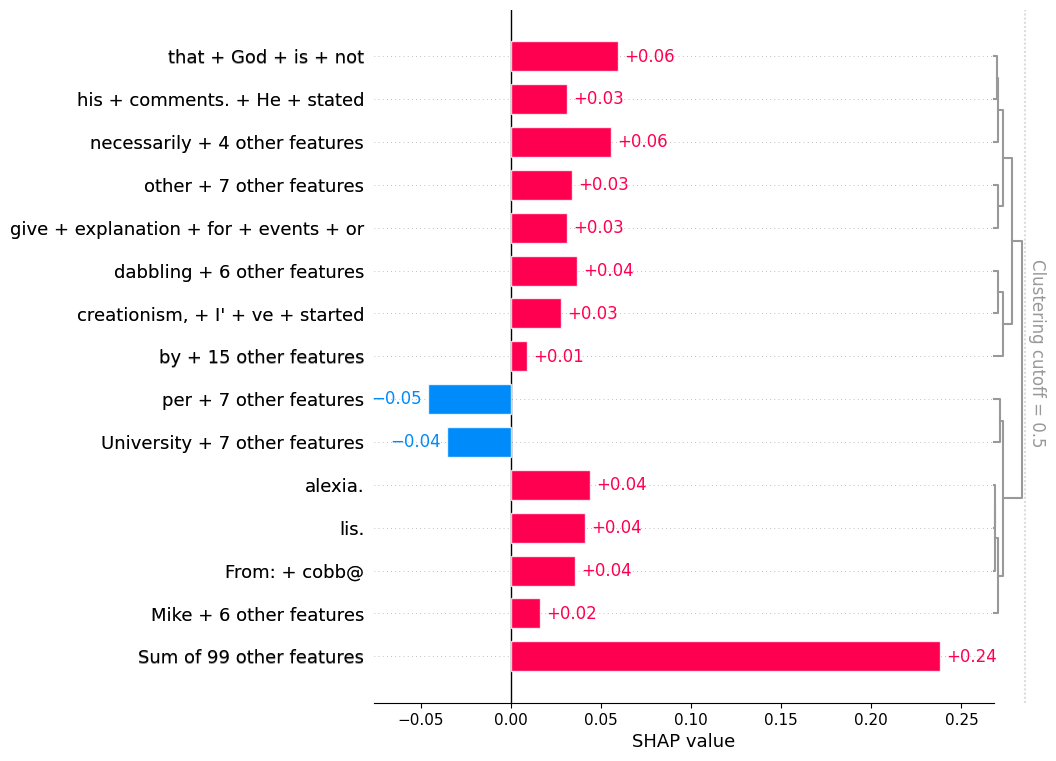 that + God + is + not
+0.06
his + comments. + He + stated
+0.03
necessarily + 4 other features
+0.06
other + 7 other features
+0.03
give + explanation + for + events + or
+0.03
dabbling + 6 other features
+0.04
creationism, + I' + ve + started
+0.03
by + 15 other features
+0.01
per + 7 other features
−0.05
University + 7 other features
−0.04
alexia.
+0.04
lis.
+0.04
From: + cobb@
+0.04
Mike + 6 other features
+0.02
Sum of 99 other features
+0.24
−0.05 0.00 0.05 0.10 0.15 0.20 0.25
SHAP value
Clustering cutoff = 0.5